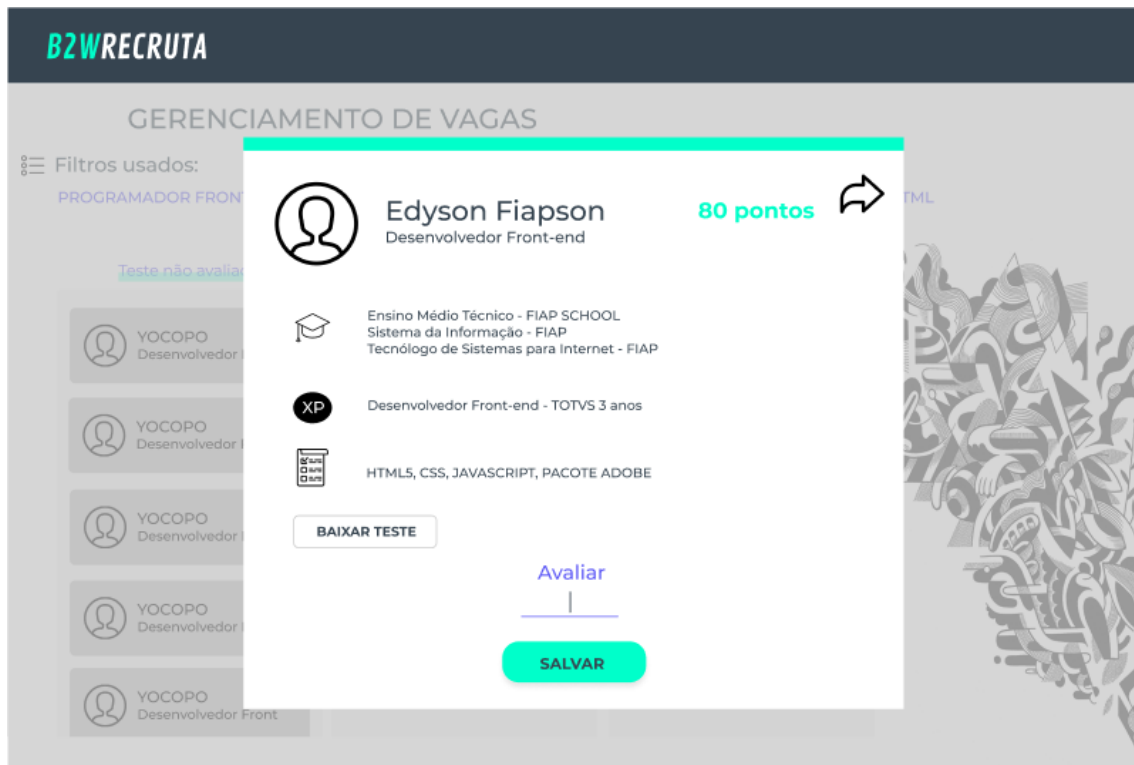 B2WRECRUTA
GERENCIAMENTO DE VAGAS
Filtros usados:
PROGRAMADOR FRON
TML
Teste não avaliad
YOCOPO
Desenvolvedor
YOCOPO
Desenvolvedor
YOCOPO
Desenvolvedor
YOCOPO
Desenvolvedor
YOCOPO
Desenvolvedor Front
Edyson Fiapson
Desenvolvedor Front-end
80 pontos
Ensino Médio Técnico - FIAP SCHOOL
Sistema da Informação - FIAP
Tecnólogo de Sistemas para Internet - FIAP
XP
Desenvolvedor Front-end - TOTVS 3 anos
HTML5, CSS, JAVASCRIPT, PACOTE ADOBE
BAIXAR TESTE
Avaliar
SALVAR